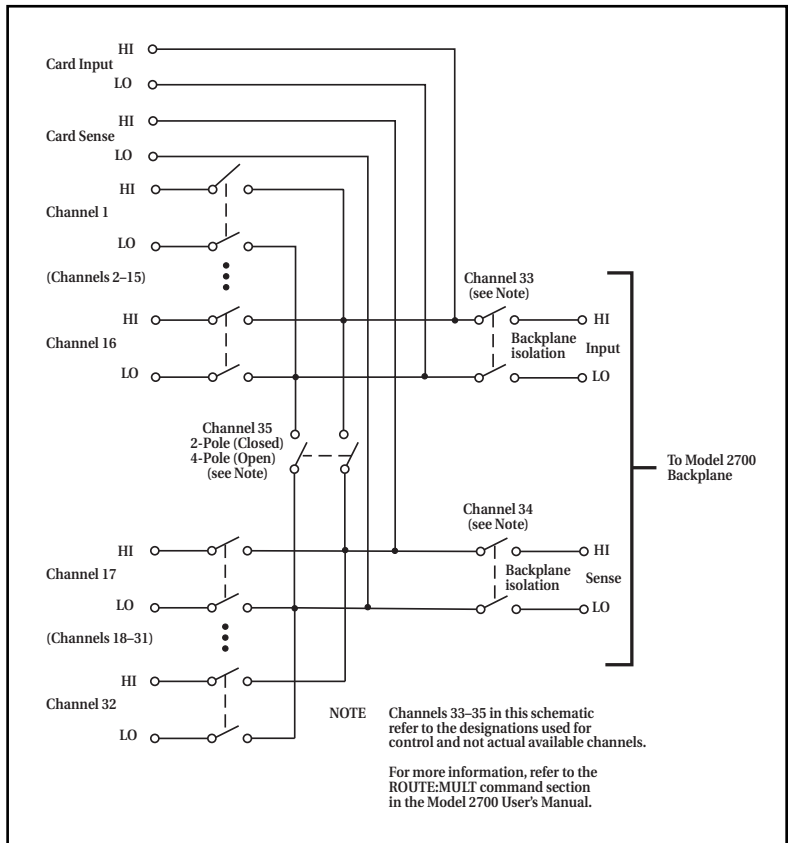 HI
Card Input
LO
HI
Card Sense
LO
HI
Channel 1
LO
(Channels 2–15)
HI
Channel 16
LO
Channel 33
(see Note)
Backplane
isolation
HI
Input
LO
Channel 35
2-Pole (Closed)
4-Pole (Open)
(see Note)
To Model 2700
Backplane
HI
Channel 17
LO
(Channels 18–31)
Channel 34
(see Note)
Backplane
isolation
HI
Sense
LO
HI
Channel 32
LO
NOTE Channels 33–35 in this schematic
refer to the designations used for
control and not actual available channels.
For more information, refer to the
ROUTE:MULT command section
in the Model 2700 User's Manual.